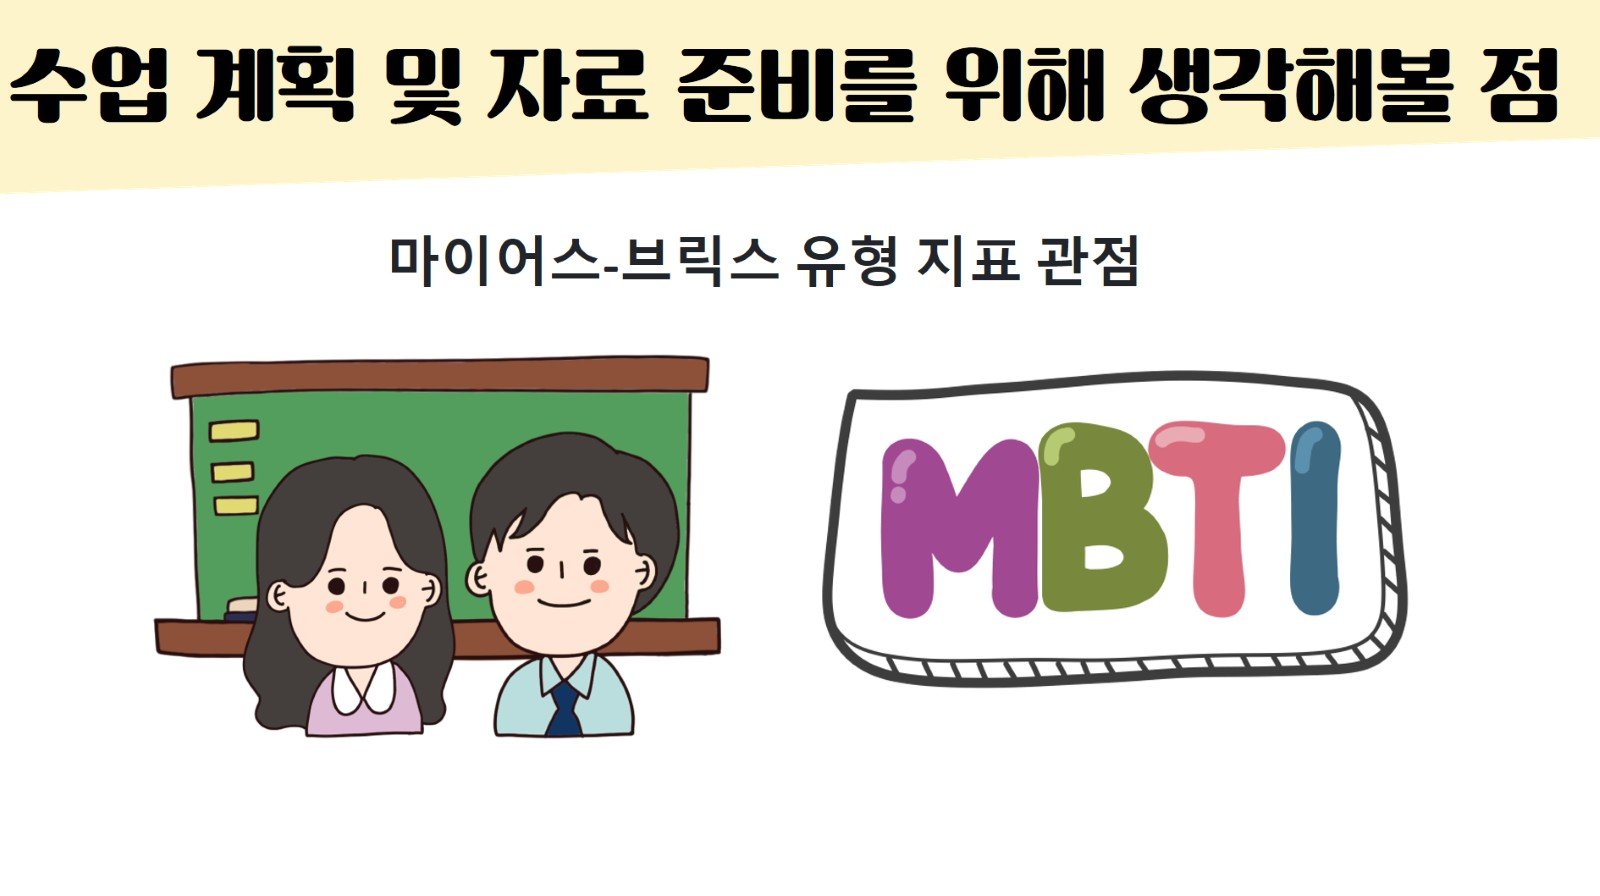 수업 계획 및 자료 준비를 위해 생각해볼 점
마이어스-브릭스 유형 지표 관점
MBTI